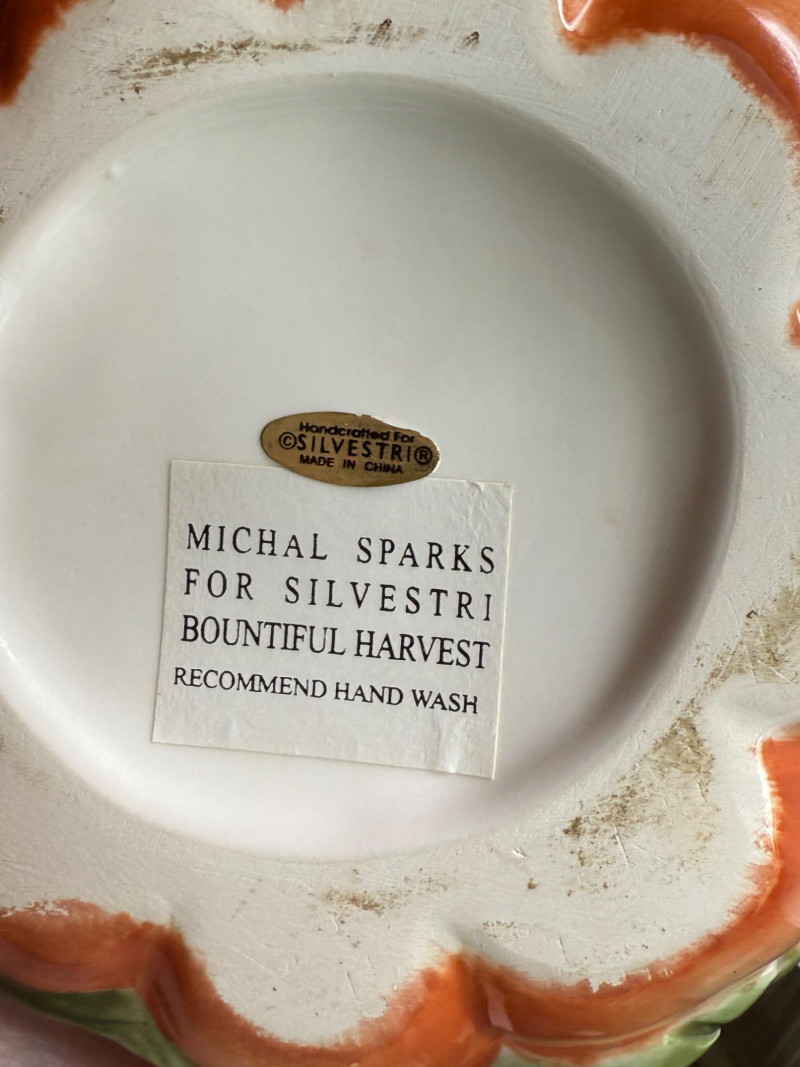 Handcrafted For
©SILVESTRI®
MADE IN CHINA
MICHAL SPARKS
FOR SILVESTRI
BOUNTIFUL HARVEST
RECOMMEND HAND WASH